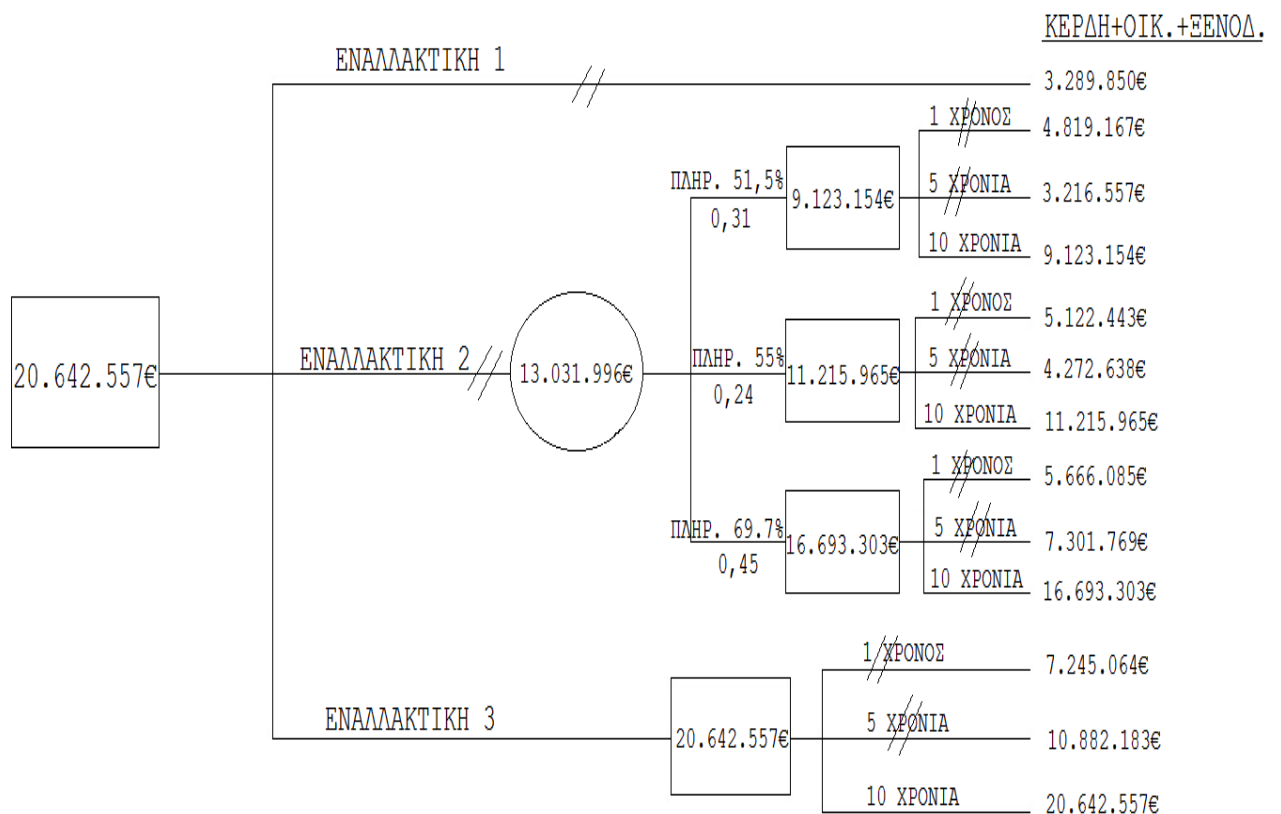 ΚΕΡΔΗ+ΟΙΚ.+ΞΕΝΟΔ.
ΕΝΑΛΛΑΚΤΙΚΗ 1
3.289.850€
1 ΧΡΟΝΟΣ
4.819.167€
ΠΛΗΡ. 51,5%
0,31
9.123.154€
5 ΧΡΟΝΙΑ
3.216.557€
10 ΧΡΟΝΙΑ
9.123.154€
20.642.557€
ΕΝΑΛΛΑΚΤΙΚΗ 2
13.031.996€
1 ΧΡΟΝΟΣ
5.122.443€
ΠΛΗΡ. 55%
0,24
11.215.965€
5 ΧΡΟΝΙΑ
4.272.638€
10 ΧΡΟΝΙΑ
11.215.965€
1 ΧΡΟΝΟΣ
5.666.085€
ΠΛΗΡ. 69.7%
0,45
16.693.303€
5 ΧΡΟΝΙΑ
7.301.769€
10 ΧΡΟΝΙΑ
16.693.303€
ΕΝΑΛΛΑΚΤΙΚΗ 3
20.642.557€
1 ΧΡΟΝΟΣ
7.245.064€
5 ΧΡΟΝΙΑ
10.882.183€
10 ΧΡΟΝΙΑ
20.642.557€